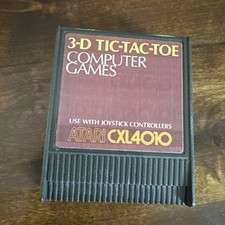 3-D TIC-TAC-TOE
COMPUTER
GAMES
USE WITH JOYSTICK CONTROLLERS
ATARI CXL4010